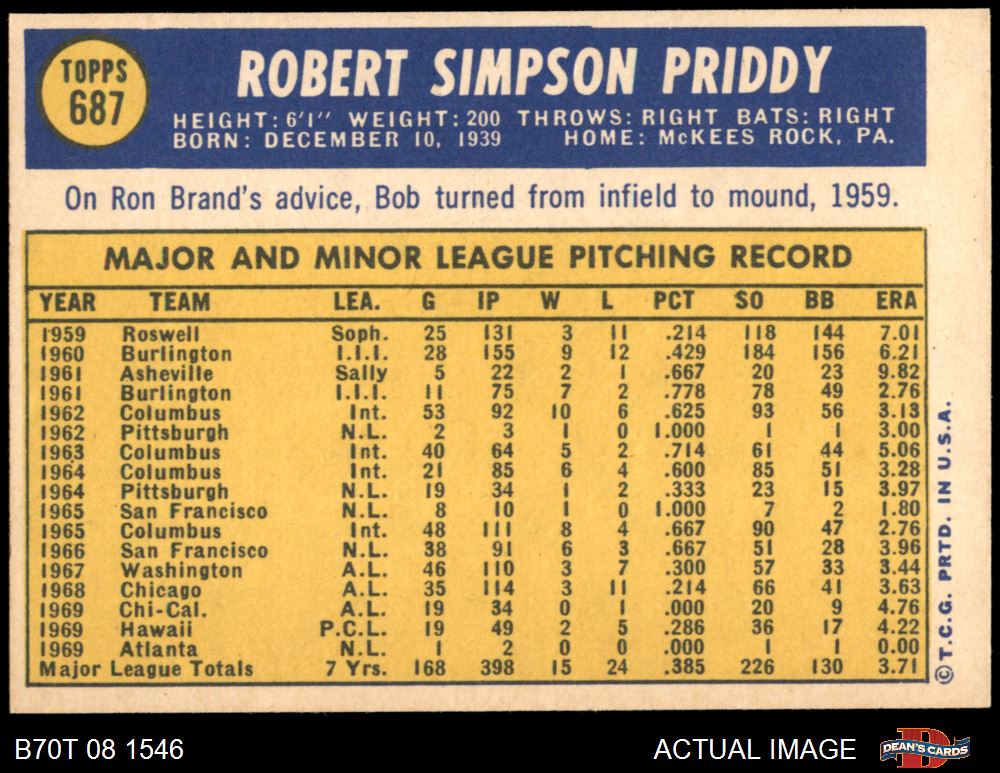 TOPPS
687
ROBERT SIMPSON PRIDDY
HEIGHT: 6'1" WEIGHT: 200 THROWS: RIGHT BATS: RIGHT
BORN: DECEMBER 10, 1939 HOME: McKEES ROCK, PA.
On Ron Brand's advice, Bob turned from infield to mound, 1959.
MAJOR AND MINOR LEAGUE PITCHING RECORD
YEAR TEAM LEA. G IP W L PCT SO BB ERA
1959 Roswell Soph. 25 131 3 11 .214 118 144 7.01
1960 Burlington I.I.I. 28 155 9 12 .429 184 156 6.21
1961 Asheville Sally 5 22 2 1 .667 20 23 9.82
1961 Burlington I.I.I. 11 75 7 2 .778 78 49 2.76
1962 Columbus Int. 53 92 10 6 .625 93 56 3.13
1962 Pittsburgh N.L. 2 3 1 0 1.000 1 1 3.00
1963 Columbus Int. 40 64 5 2 .714 61 44 5.06
1964 Columbus Int. 21 85 6 4 .600 85 51 3.28
1964 Pittsburgh N.L. 19 34 1 2 .333 23 15 3.97
1965 San Francisco N.L. 8 10 1 0 1.000 7 2 1.80
1965 Columbus Int. 48 111 8 4 .667 90 47 2.76
1966 San Francisco N.L. 38 91 6 3 .667 51 28 3.96
1967 Washington A.L. 46 110 3 7 .300 57 33 3.44
1968 Chicago A.L. 35 114 3 11 .214 66 41 3.63
1969 Chi-Cal. A.L. 19 34 0 1 .000 20 9 4.76
1969 Hawaii P.C.L. 19 49 2 5 .286 36 17 4.22
1969 Atlanta N.L. 1 2 0 0 .000 1 1 0.00
Major League Totals 7 Yrs. 168 398 15 24 .385 226 130 3.71
© T.C.G. PRTD. IN U.S.A.
B70T 08 1546 ACTUAL IMAGE DEAN'S CARDS